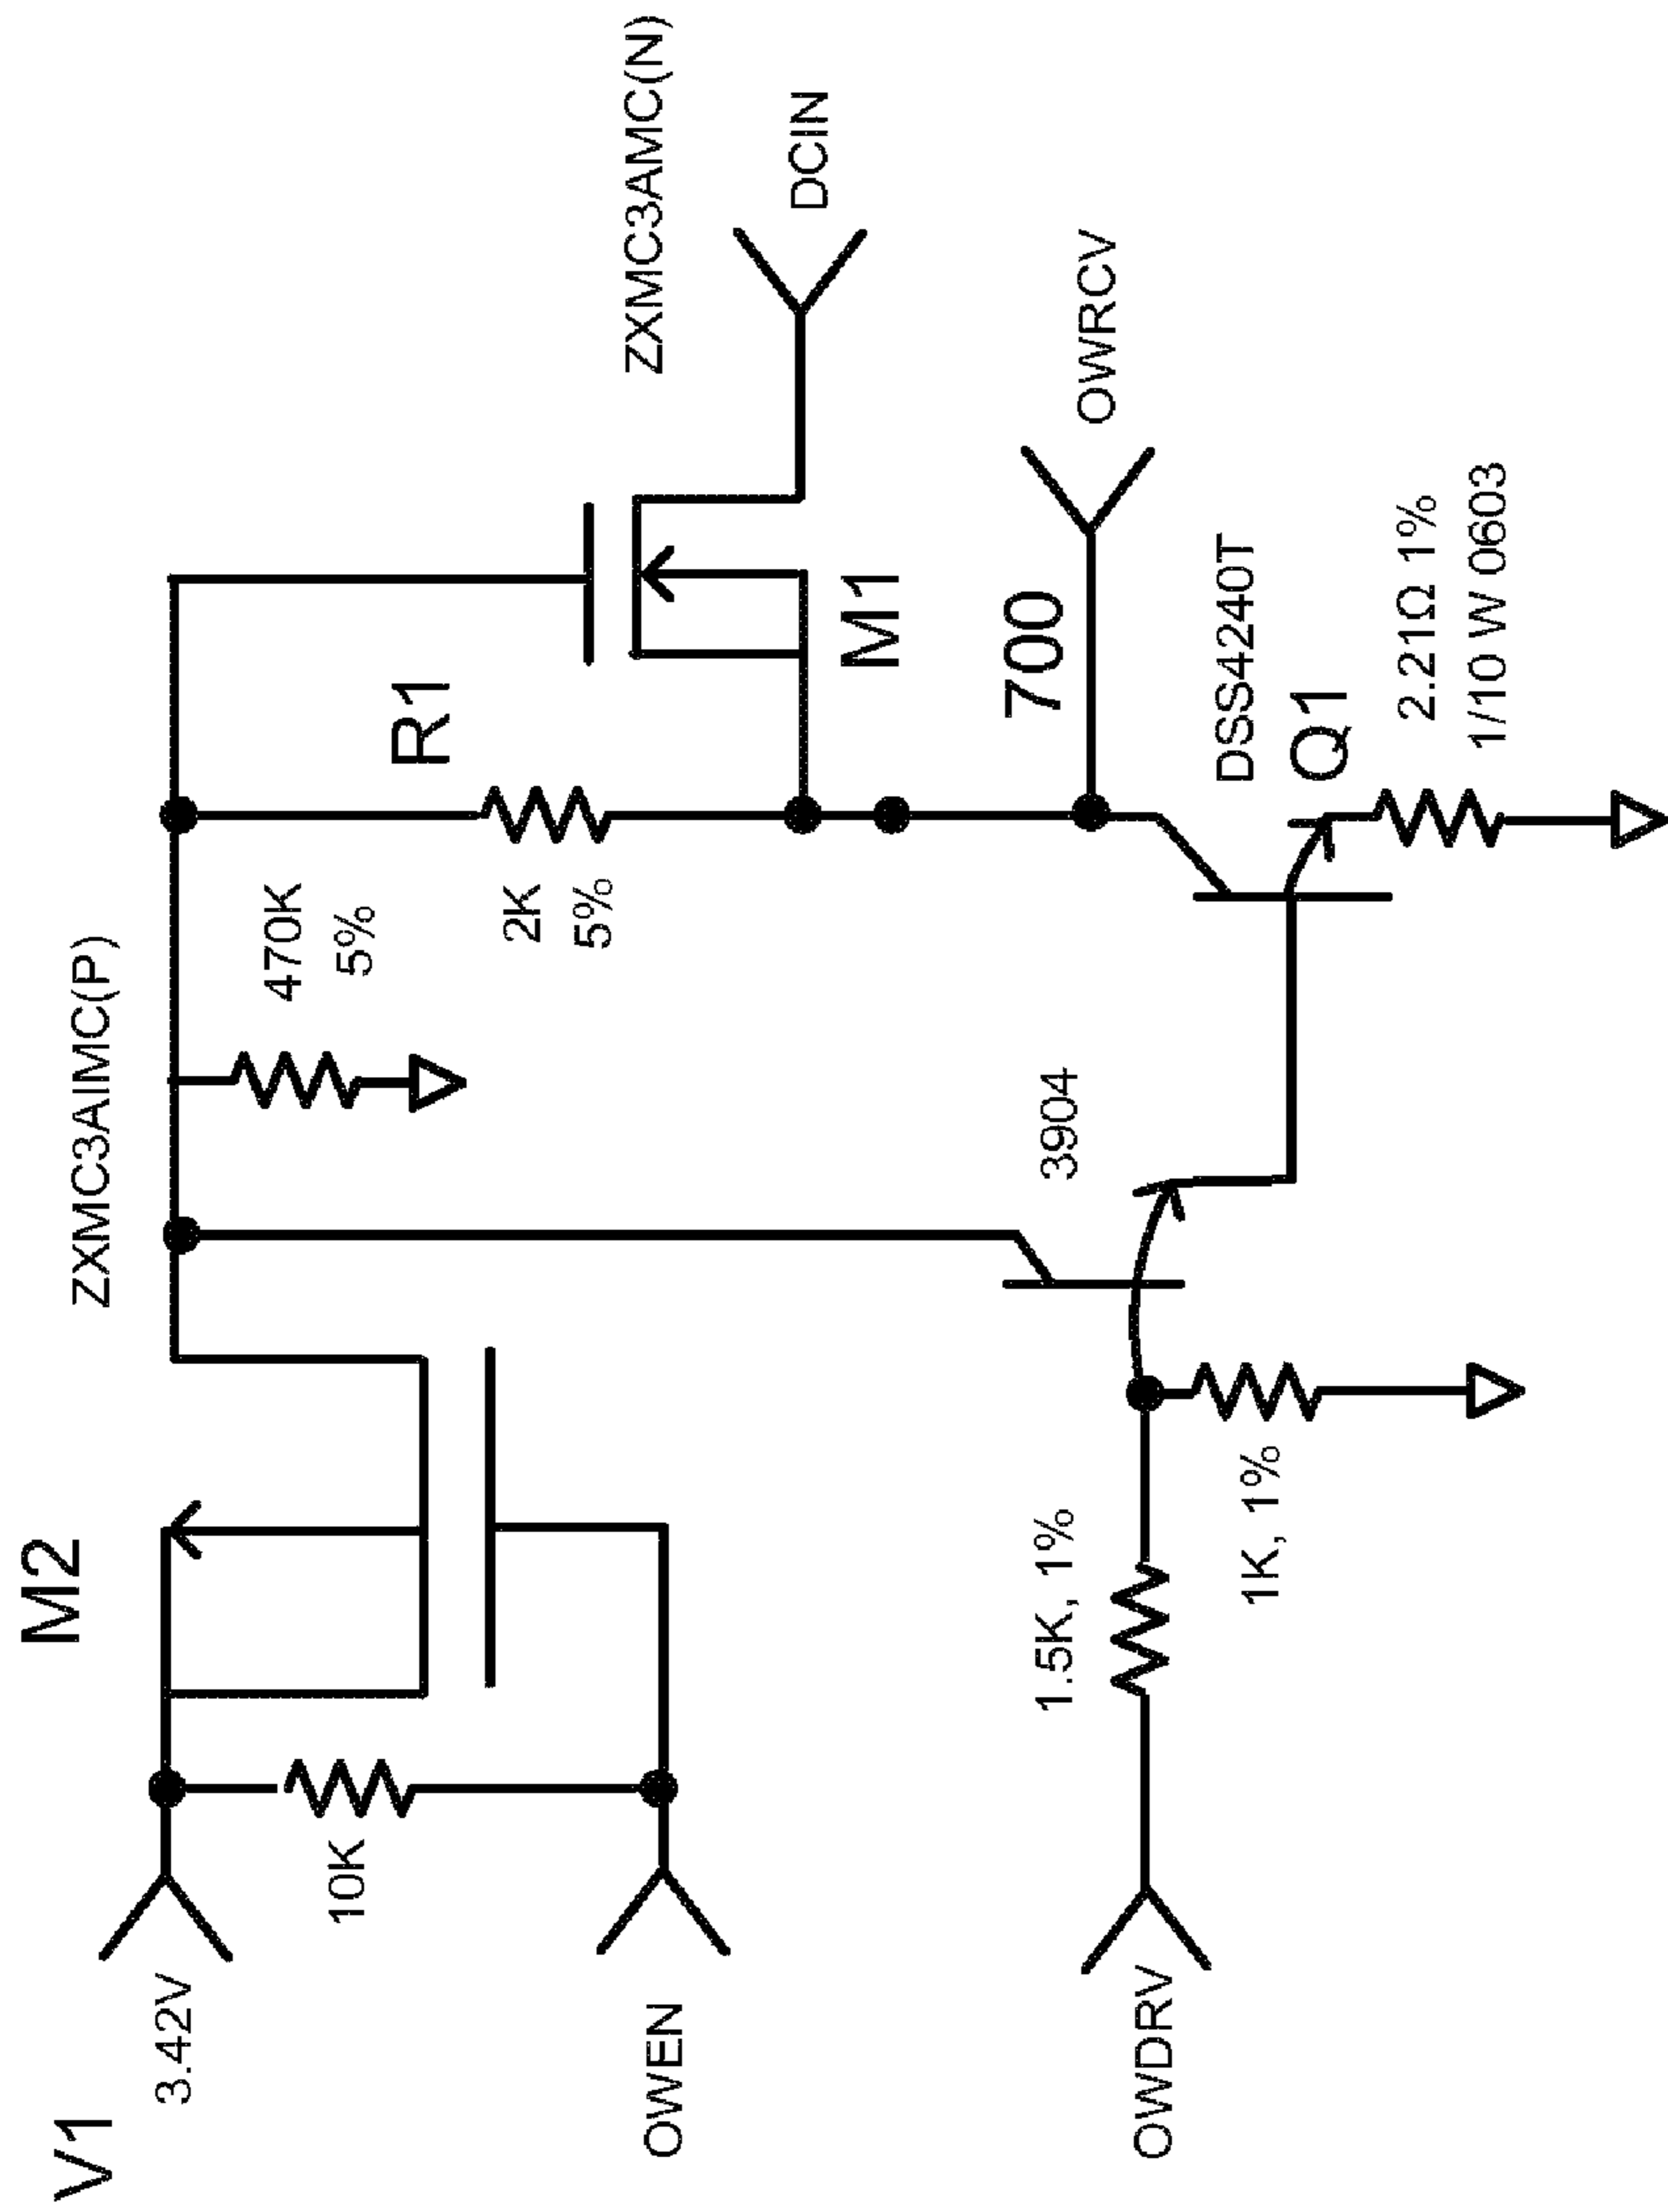 M2
V1
ZXMC3AIMC(P)
3.42V
470K
5%
10K
R1
2K
5%
ZXMC3AMC(N)
OWEN
DCIN
M1
700
1.5K, 1%
3904
OWRCV
OWDRV
DSS4240T
1K, 1%
Q1
2.21Ω 1%
1/10 W 0603